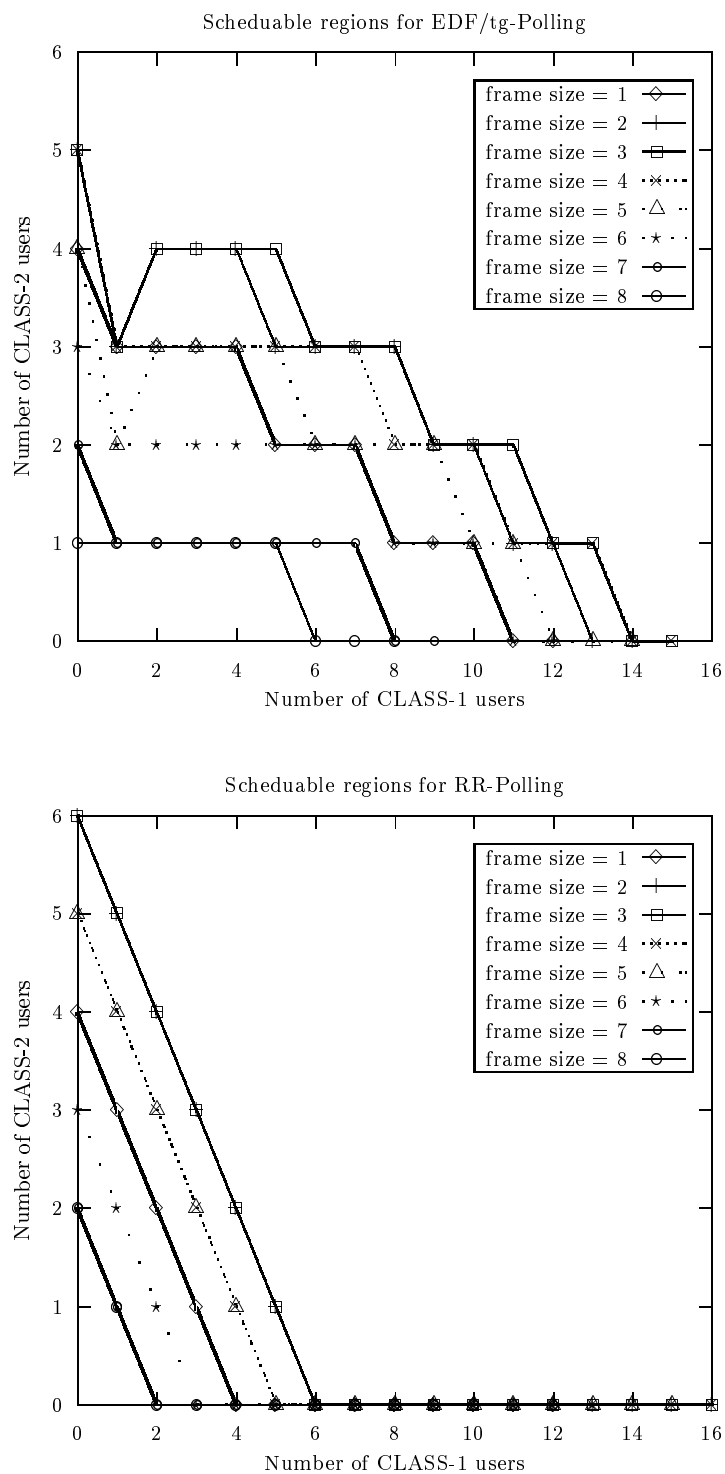 Scheduable regions for EDF/tg-Polling
6
5
4
3
2
1
0
Number of CLASS-2 users
frame size = 1
frame size = 2
frame size = 3
frame size = 4
frame size = 5
frame size = 6
frame size = 7
frame size = 8
0 2 4 6 8 10 12 14 16
Number of CLASS-1 users
Scheduable regions for RR-Polling
6
5
4
3
2
1
0
Number of CLASS-2 users
frame size = 1
frame size = 2
frame size = 3
frame size = 4
frame size = 5
frame size = 6
frame size = 7
frame size = 8
0 2 4 6 8 10 12 14 16
Number of CLASS-1 users